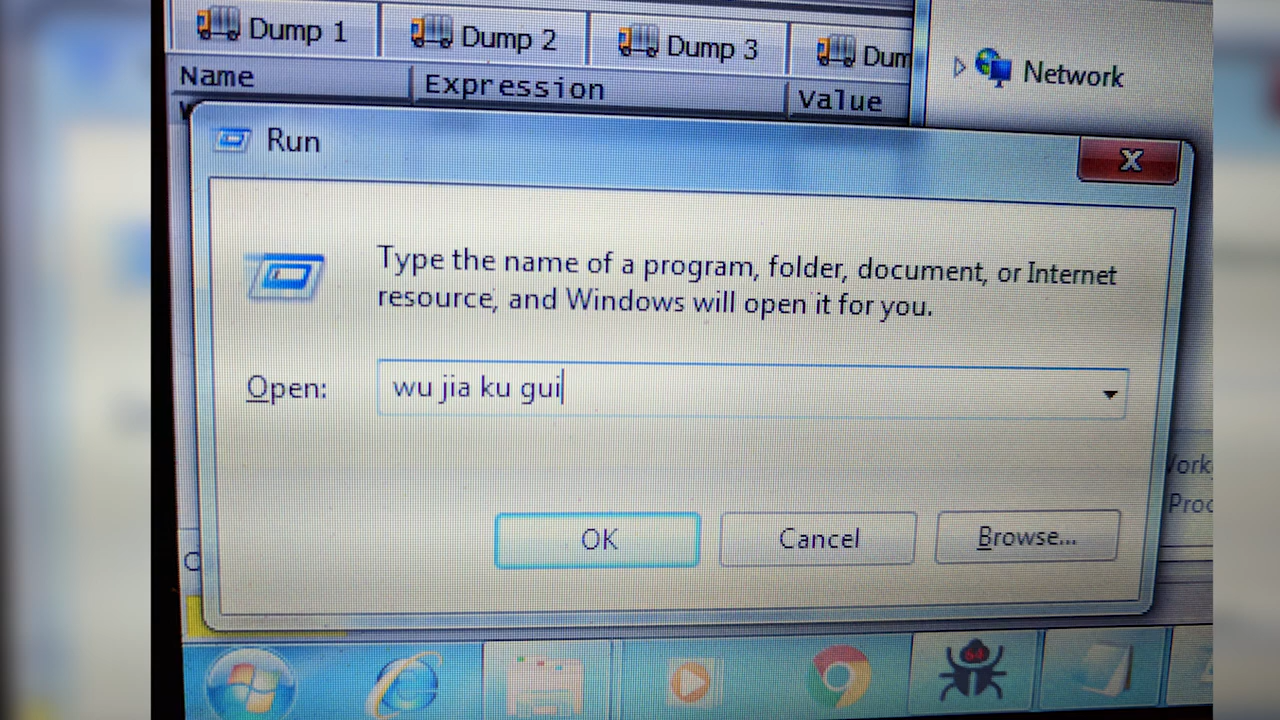 Dump 1 Dump 2 Dump 3 Dum
Network
Name Expression Value
Run
Type the name of a program, folder, document, or Internet
resource, and Windows will open it for you.
Open: wu jia ku gui
OK Cancel Browse...
Proc
64